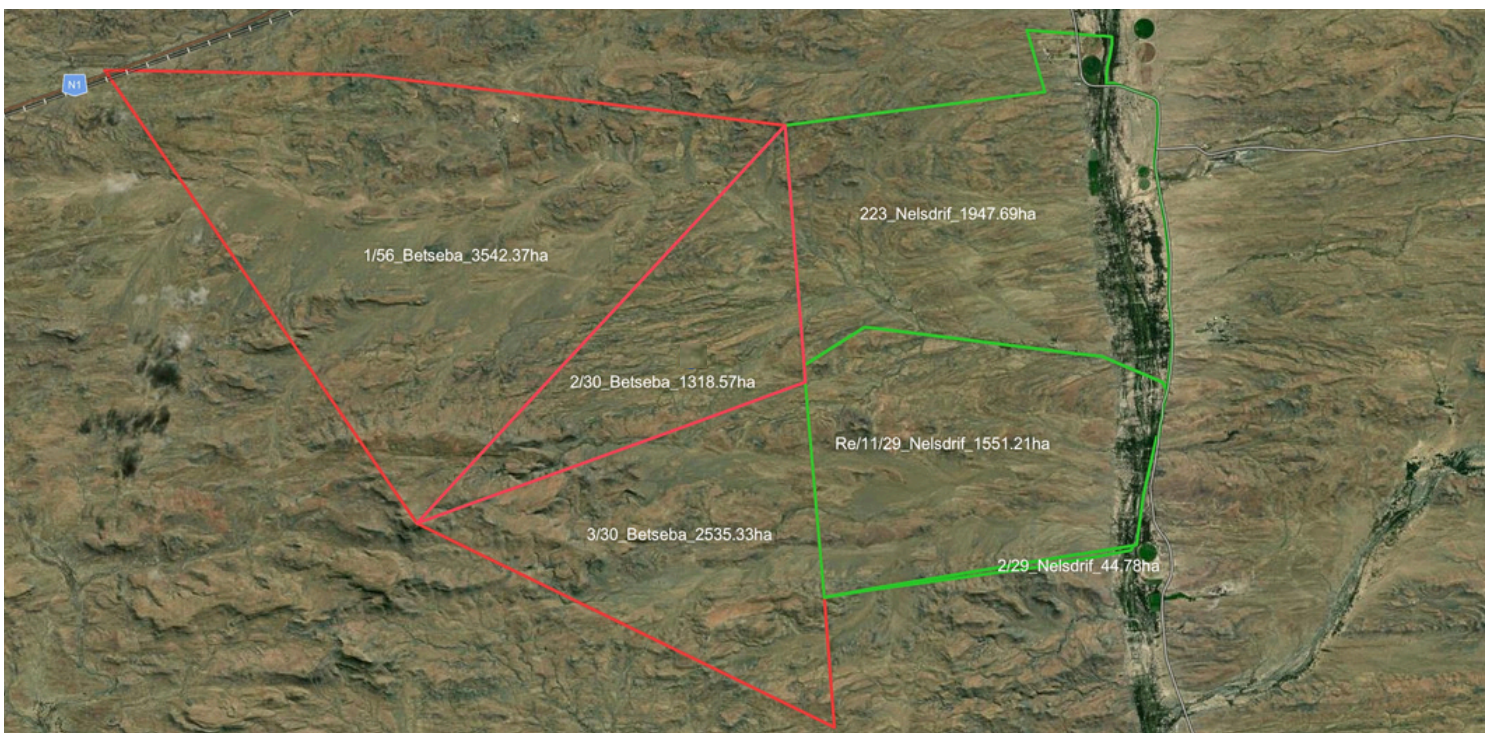 N1
223_Nelsdrif_1947.69ha
1/56_Betseba_3542.37ha
2/30_Betseba_1318.57ha
Re/11/29_Nelsdrif_1551.21ha
3/30_Betseba_2535.33ha
2/29_Nelsdrif_44.78ha